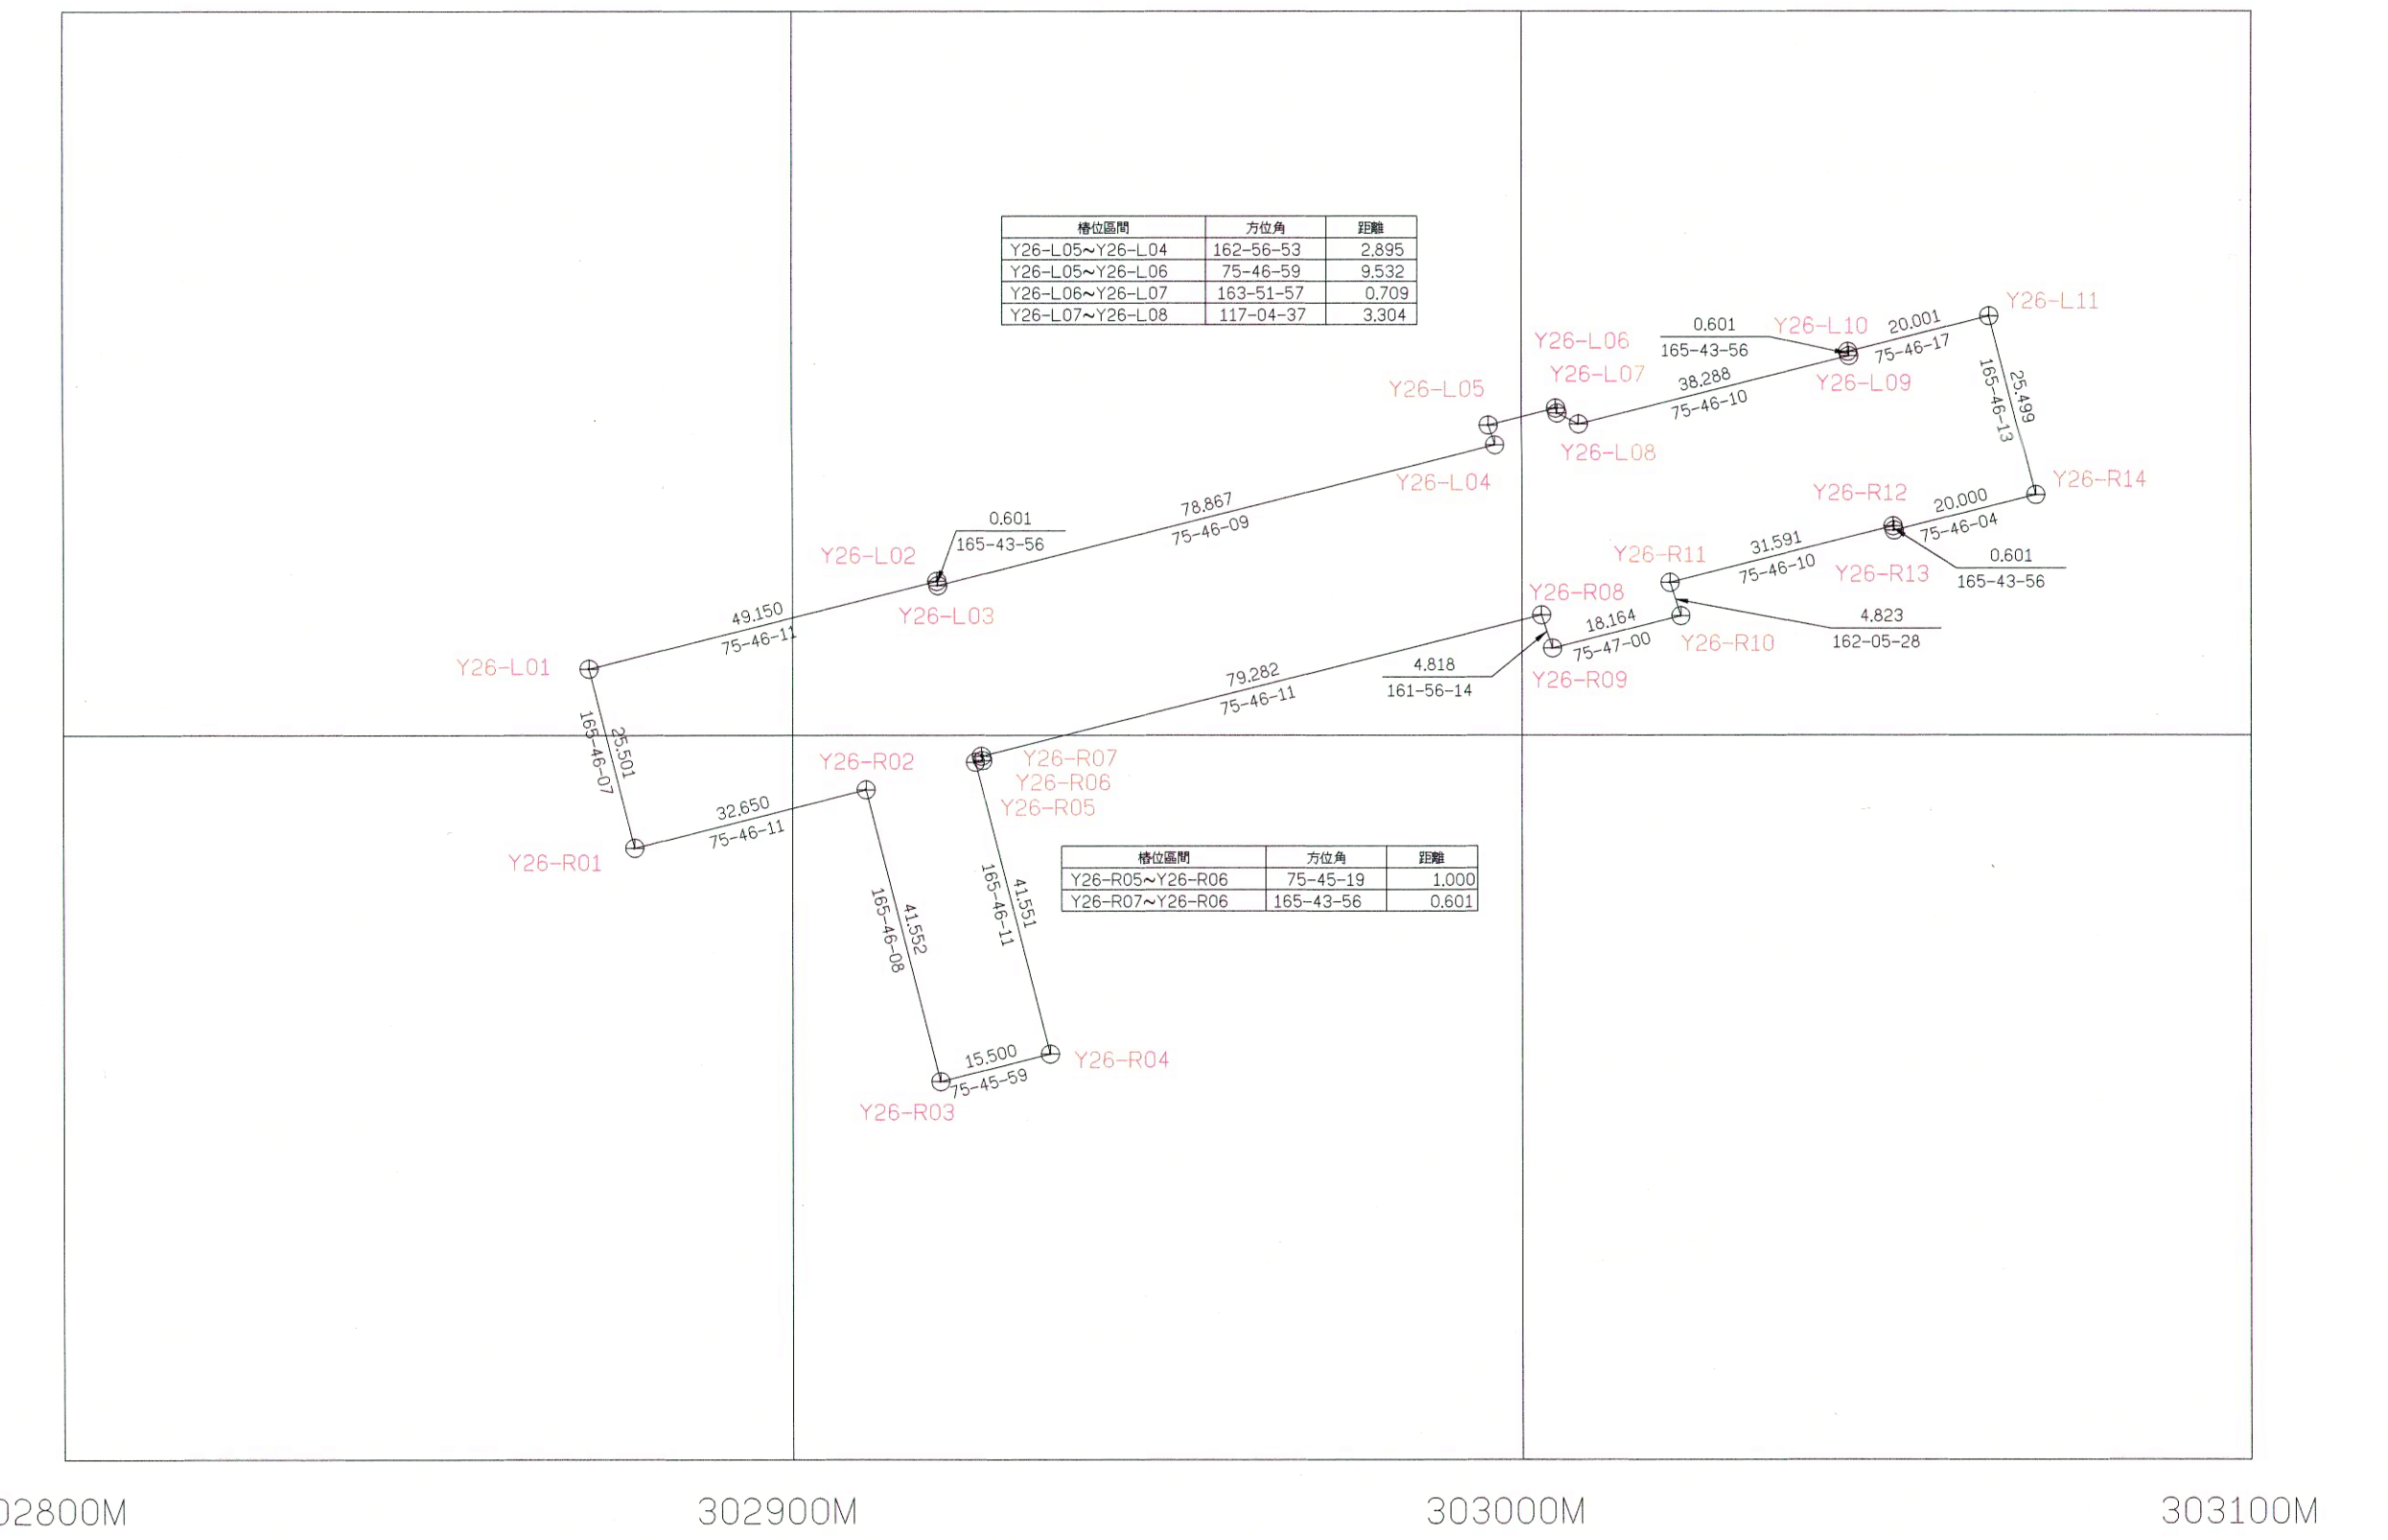 樁位區間 方位角 距離
Y26-L05~Y26-L04 162-56-53 2.895
Y26-L05~Y26-L06 75-46-59 9.532
Y26-L06~Y26-L07 163-51-57 0.709
Y26-L07~Y26-L08 117-04-37 3.304
Y26-L11
20.001
75-46-17
Y26-L10
0.601
165-43-56
Y26-L06
Y26-L07
Y26-L05
Y26-L09
38.288
75-46-10
25.499
165-46-13
Y26-L08
Y26-L04
Y26-R14
Y26-R12
20.000
75-46-04
78.867
75-46-09
0.601
165-43-56
Y26-L02
Y26-L03
31.591
75-46-10
Y26-R11
Y26-R13
0.601
165-43-56
Y26-R08
49.150
75-46-11
18.164
75-47-00
4.823
162-05-28
Y26-R10
Y26-L01
79.282
75-46-11
4.818
161-56-14
Y26-R09
25.501
165-46-07
Y26-R02
Y26-R07
Y26-R06
Y26-R05
32.650
75-46-11
Y26-R01
樁位區間 方位角 距離
Y26-R05~Y26-R06 75-45-19 1.000
Y26-R07~Y26-R06 165-43-56 0.601
41.551
165-46-11
41.552
165-46-08
15.500
75-45-59
Y26-R04
Y26-R03
02800M 302900M 303000M 303100M